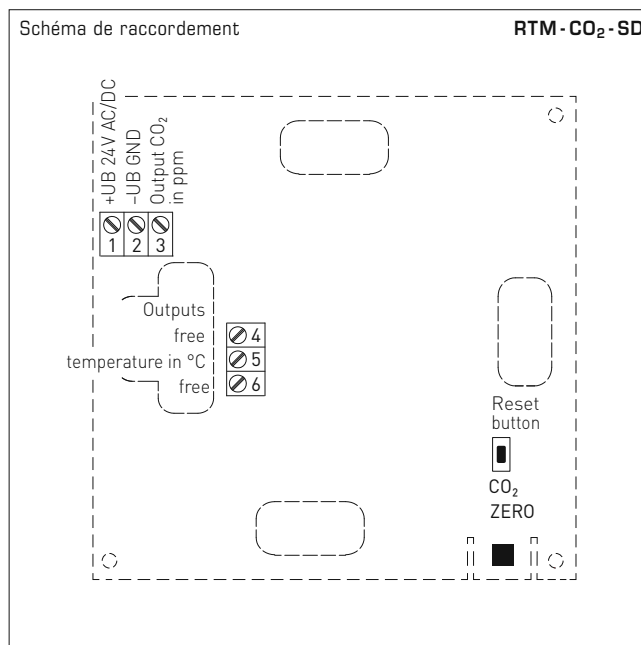 Schéma de raccordement
RTM-CO₂-SD
+UB 24V AC/DC
–UB GND
Output CO₂
in ppm
1 2 3
Outputs
free 4
temperature in °C 5
free 6
Reset
button
CO₂
ZERO